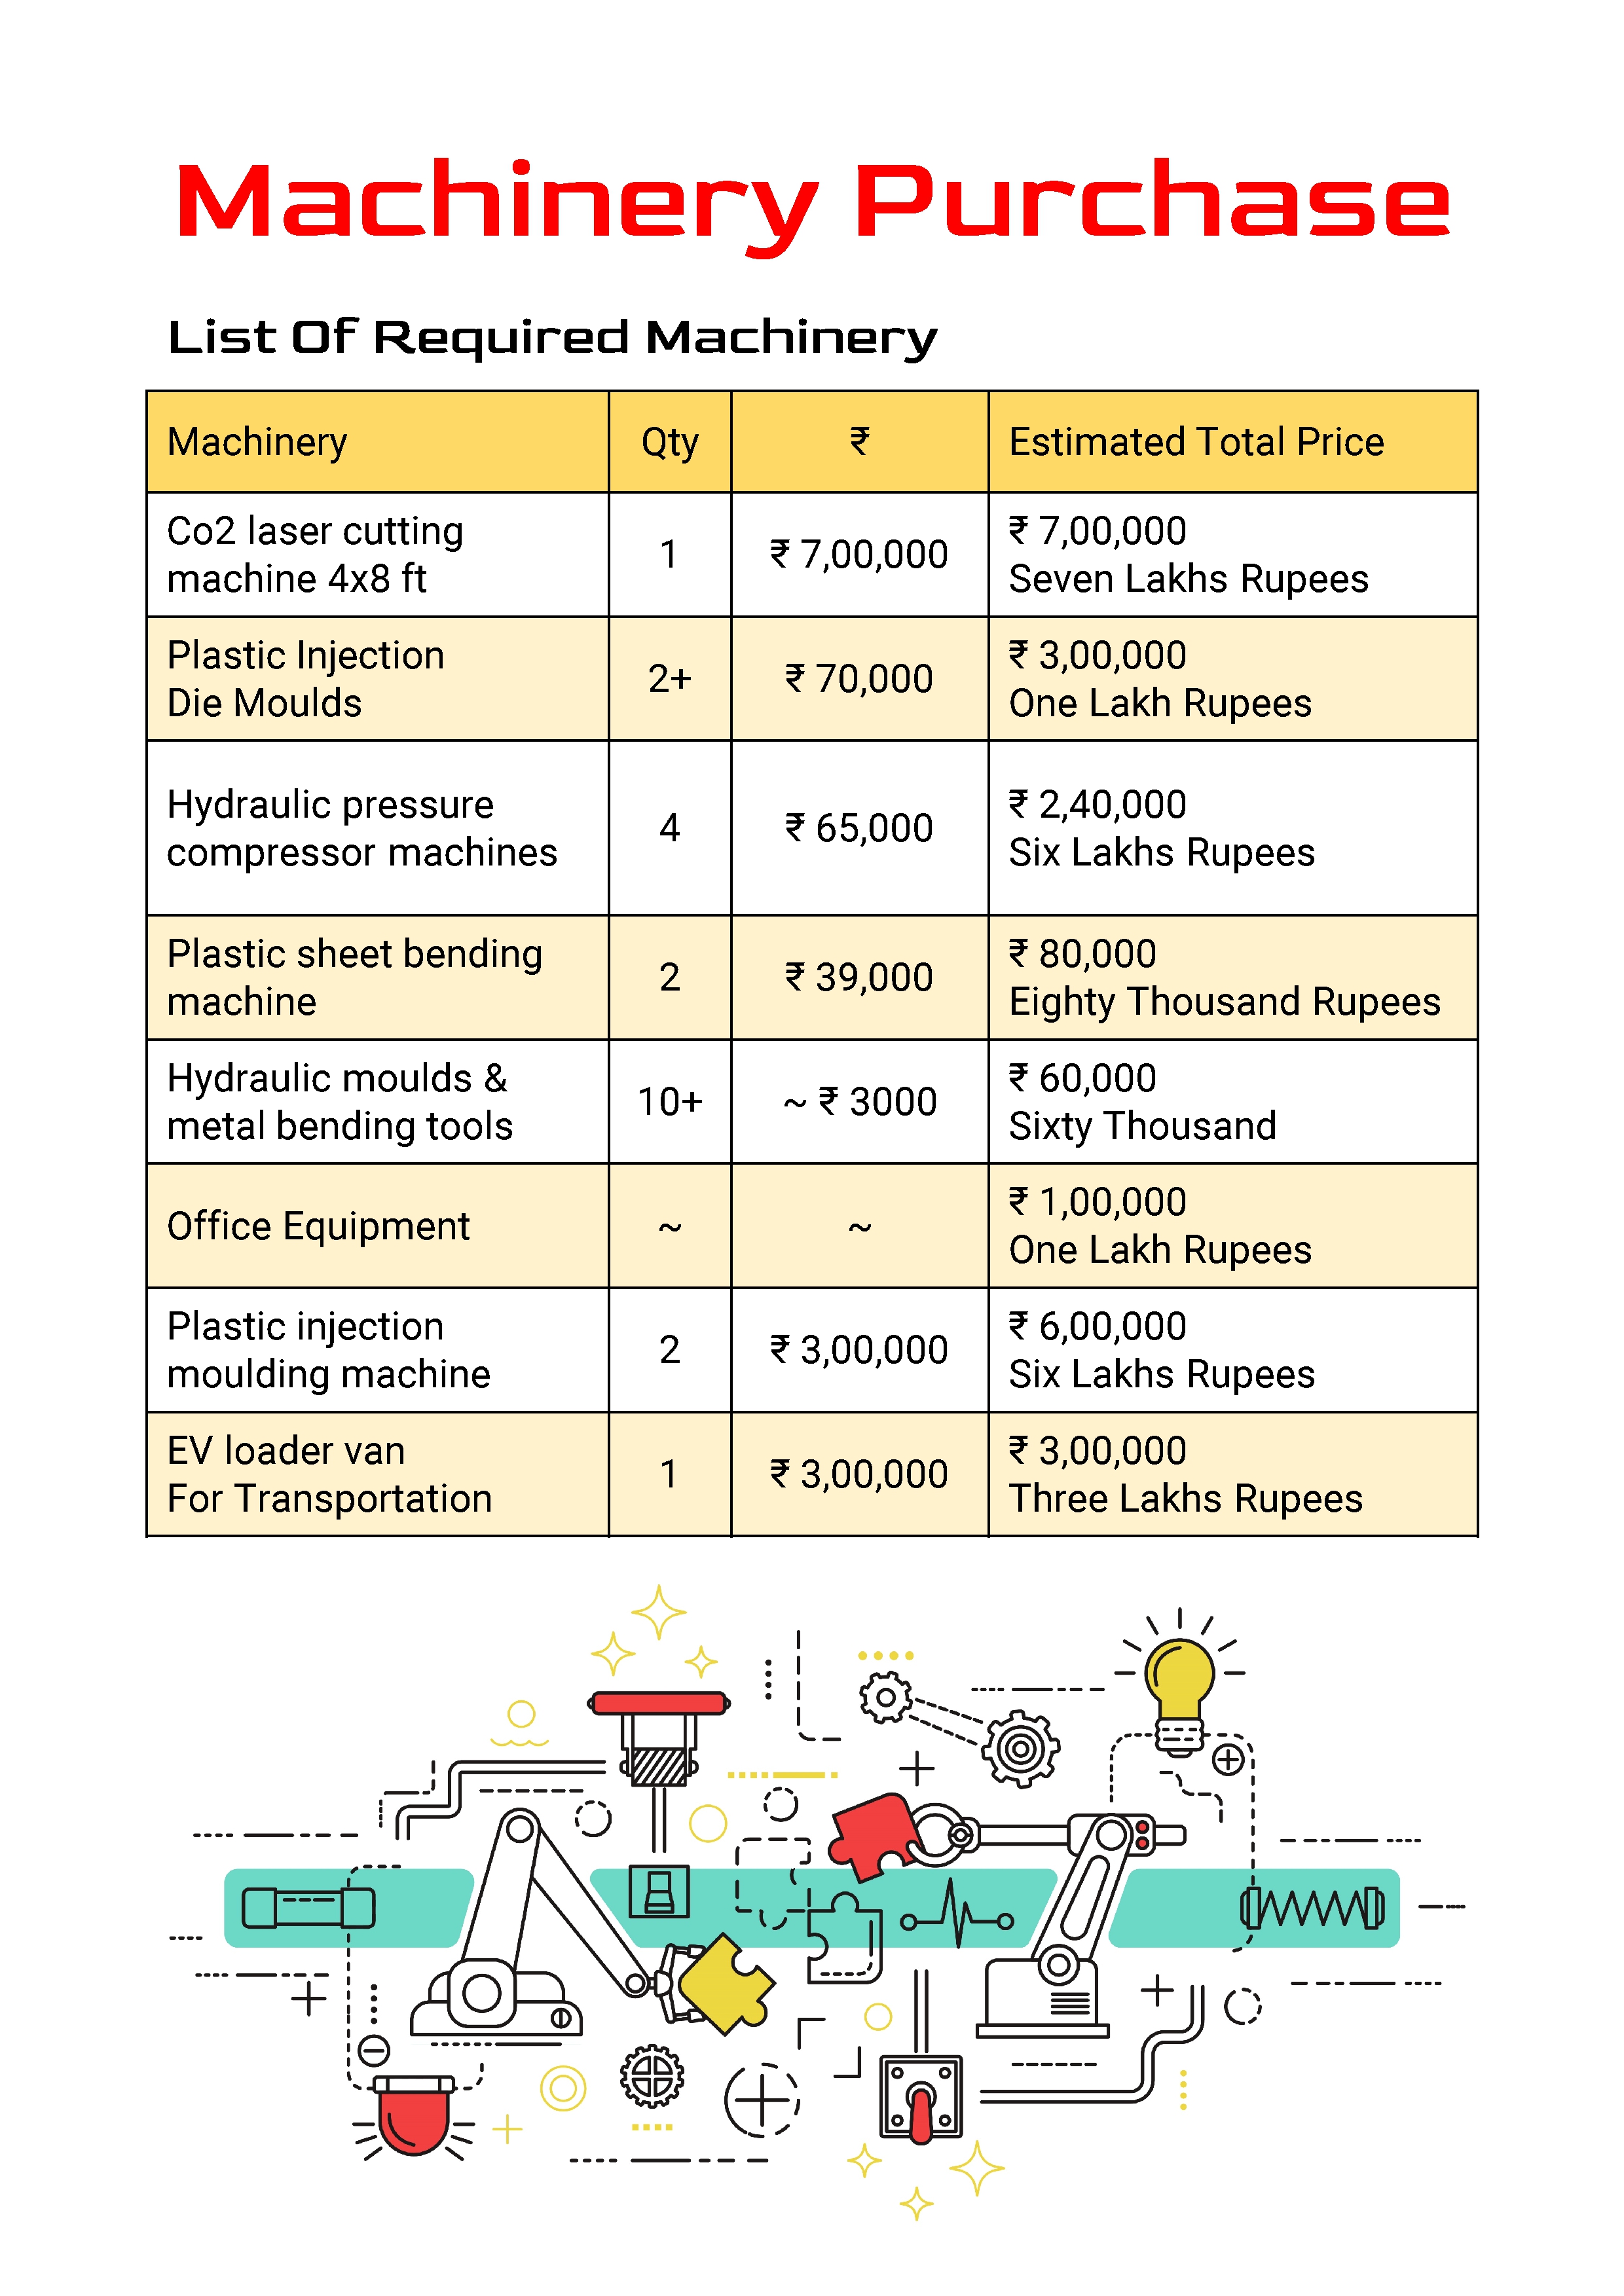 Machinery Purchase
List Of Required Machinery
Machinery Qty ₹ Estimated Total Price
Co2 laser cutting
machine 4x8 ft
1
₹ 7,00,000
₹ 7,00,000
Seven Lakhs Rupees
Plastic Injection
Die Moulds
2+
₹ 70,000
₹ 3,00,000
One Lakh Rupees
Hydraulic pressure
compressor machines
4
₹ 65,000
₹ 2,40,000
Six Lakhs Rupees
Plastic sheet bending
machine
2
₹ 39,000
₹ 80,000
Eighty Thousand Rupees
Hydraulic moulds &
metal bending tools
10+
~ ₹ 3000
₹ 60,000
Sixty Thousand
Office Equipment
~
~
₹ 1,00,000
One Lakh Rupees
Plastic injection
moulding machine
2
₹ 3,00,000
₹ 6,00,000
Six Lakhs Rupees
EV loader van
For Transportation
1
₹ 3,00,000
₹ 3,00,000
Three Lakhs Rupees